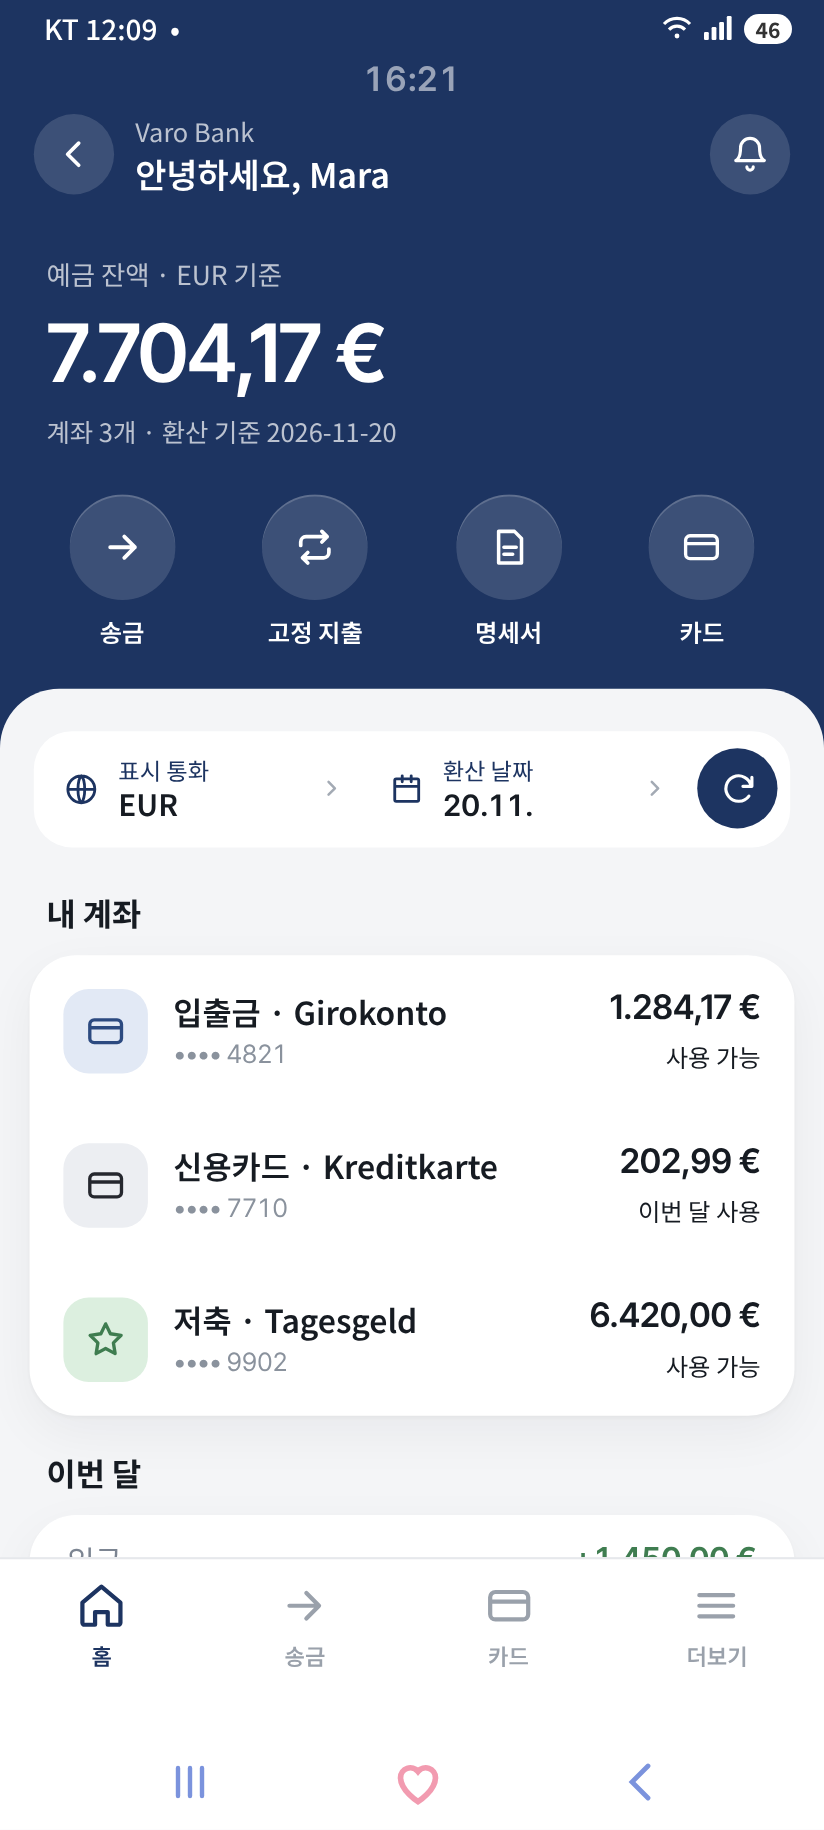 KT 12:09 •
46
16:21
Varo Bank
안녕하세요, Mara
예금 잔액 · EUR 기준
7.704,17 €
계좌 3개 · 환산 기준 2026-11-20
송금
고정 지출
명세서
카드
표시 통화
EUR
환산 날짜
20.11.
내 계좌
입출금 · Girokonto
1.284,17 €
•••• 4821
사용 가능
신용카드 · Kreditkarte
202,99 €
•••• 7710
이번 달 사용
저축 · Tagesgeld
6.420,00 €
•••• 9902
사용 가능
이번 달
+1.450,00 €
홈
송금
카드
더보기